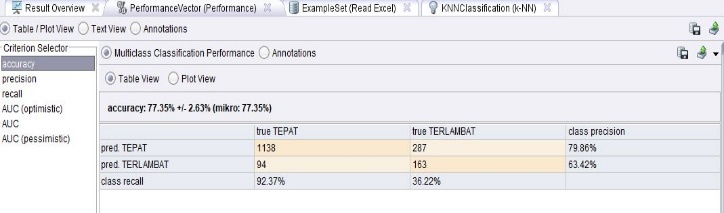 Result Overview PerformanceVector (Performance) ExampleSet (Read Excel) KNNClassification (k-NN)
Table / Plot View Text View Annotations
Criterion Selector
accuracy
precision
recall
AUC (optimistic)
AUC
AUC (pessimistic)
Multiclass Classification Performance Annotations
Table View Plot View
accuracy: 77.35% +/- 2.63% (mikro: 77.35%)
true TEPAT true TERLAMBAT class precision
pred. TEPAT 1138 287 79.86%
pred. TERLAMBAT 94 163 63.42%
class recall 92.37% 36.22%